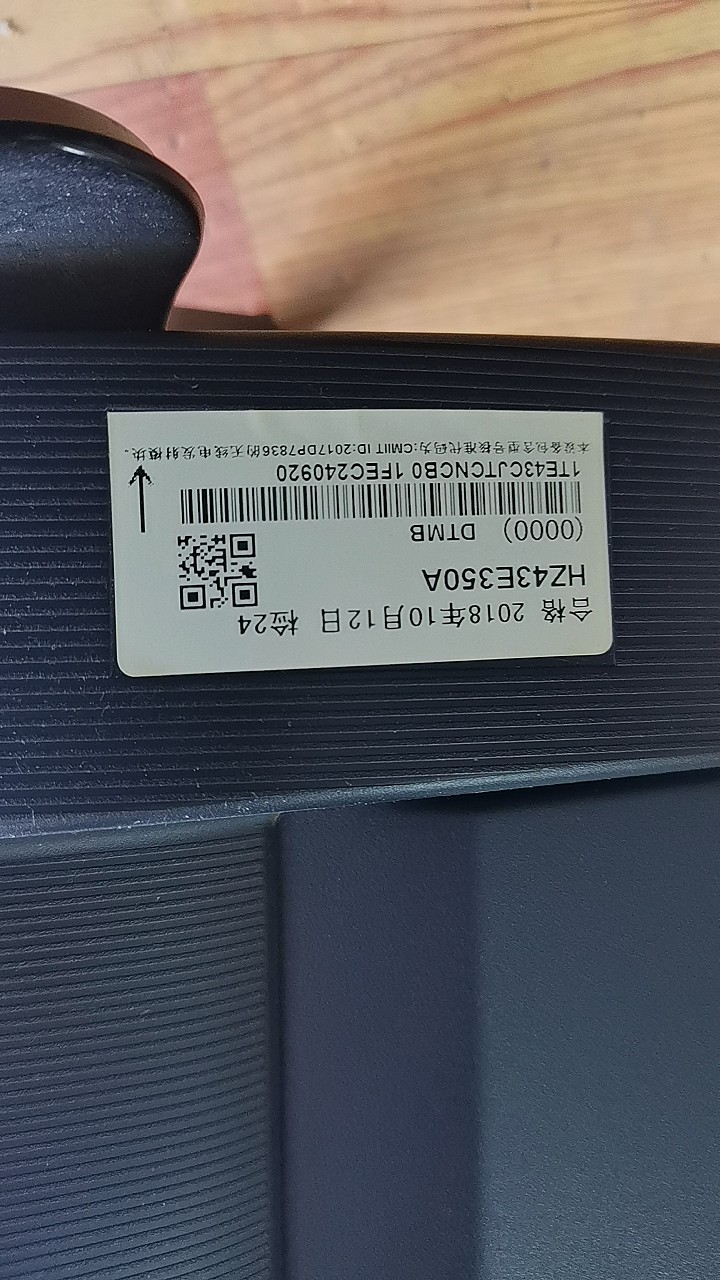 合格 2018年10月12日 检24
HZ43E350A
(0000) DTMB
1TE43CJTCNCB0 1FEC240920
本设备包含型号核准代码为:CMIIT ID:2017DP7836的无线电发射模块。